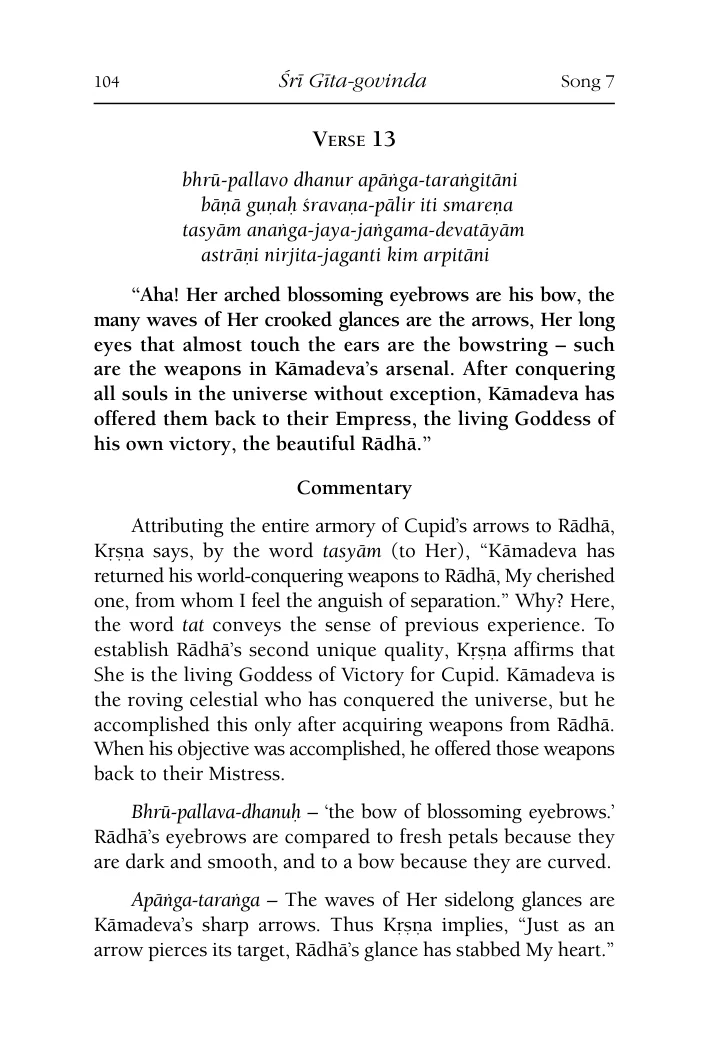 104 Śrī Gīta-govinda Song 7
Verse 13
bhrū-pallavo dhanur apāṅga-taraṅgitāni
bāṇā guṇaḥ śravaṇa-pālir iti smareṇa
tasyām anaṅga-jaya-jaṅgama-devatāyām
astrāṇi nirjita-jaganti kim arpitāni
“Aha! Her arched blossoming eyebrows are his bow, the
many waves of Her crooked glances are the arrows, Her long
eyes that almost touch the ears are the bowstring – such
are the weapons in Kāmadeva’s arsenal. After conquering
all souls in the universe without exception, Kāmadeva has
offered them back to their Empress, the living Goddess of
his own victory, the beautiful Rādhā.”
Commentary
Attributing the entire armory of Cupid’s arrows to Rādhā,
Kṛṣṇa says, by the word tasyām (to Her), “Kāmadeva has
returned his world-conquering weapons to Rādhā, My cherished
one, from whom I feel the anguish of separation.” Why? Here,
the word tat conveys the sense of previous experience. To
establish Rādhā’s second unique quality, Kṛṣṇa affirms that
She is the living Goddess of Victory for Cupid. Kāmadeva is
the roving celestial who has conquered the universe, but he
accomplished this only after acquiring weapons from Rādhā.
When his objective was accomplished, he offered those weapons
back to their Mistress.
Bhrū-pallava-dhanuḥ – ‘the bow of blossoming eyebrows.’
Rādhā’s eyebrows are compared to fresh petals because they
are dark and smooth, and to a bow because they are curved.
Apāṅga-taraṅga – The waves of Her sidelong glances are
Kāmadeva’s sharp arrows. Thus Kṛṣṇa implies, “Just as an
arrow pierces its target, Rādhā’s glance has stabbed My heart.”